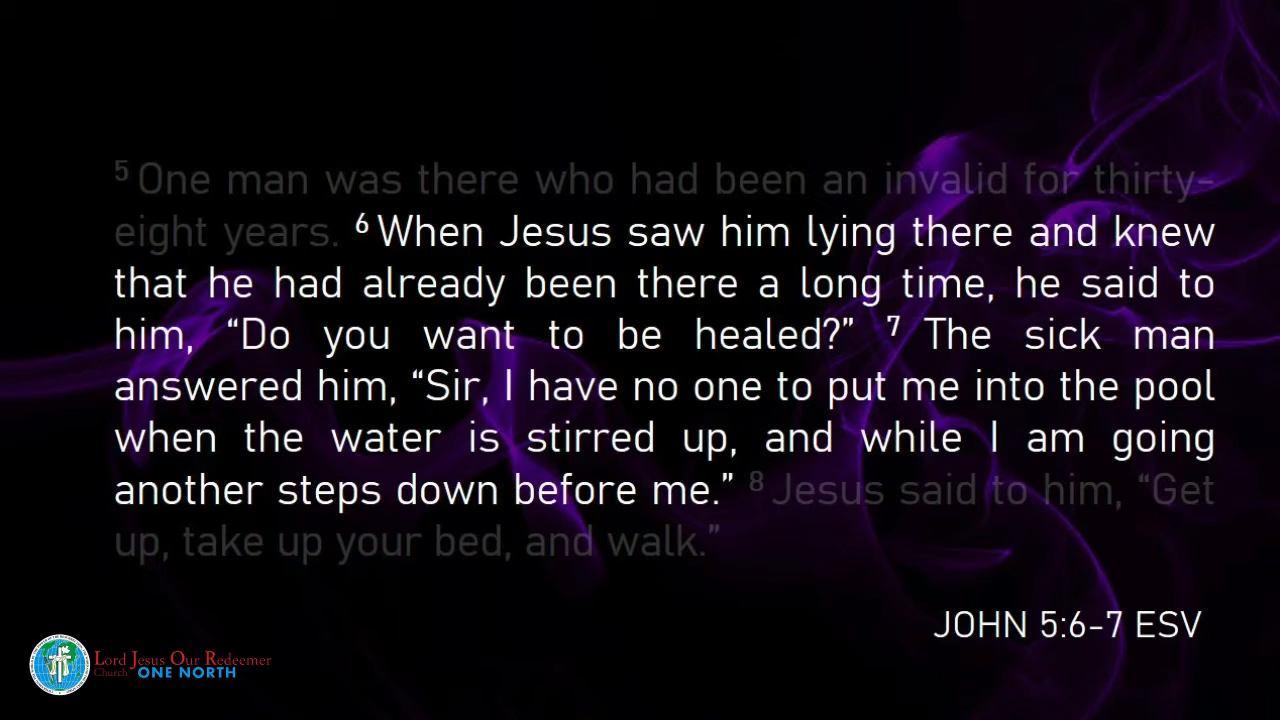 ⁵ One man was there who had been an invalid for thirty-
eight years. ⁶ When Jesus saw him lying there and knew
that he had already been there a long time, he said to
him, “Do you want to be healed?” ⁷ The sick man
answered him, “Sir, I have no one to put me into the pool
when the water is stirred up, and while I am going
another steps down before me.” ⁸ Jesus said to him, “Get
up, take up your bed, and walk.”
JOHN 5:6-7 ESV
Lord Jesus Our Redeemer
Church ONE NORTH